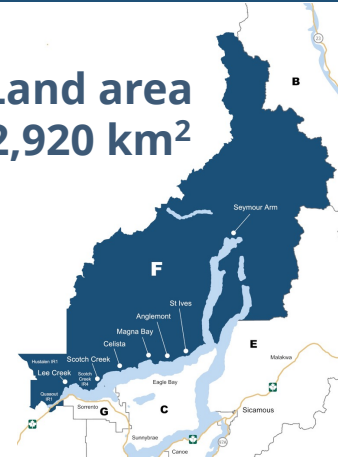 Land area
2,920 km²
B
Seymour Arm
F
St Ives
Anglemont
Magna Bay
Celista
Scotch Creek
Hustalen IR1
Lee Creek
Scotch
Creek
IR4
Quaaout
IR1
Eagle Bay
E
Malakwa
Sorrento
G
C
Sicamous
Sunnybrae
Canoe